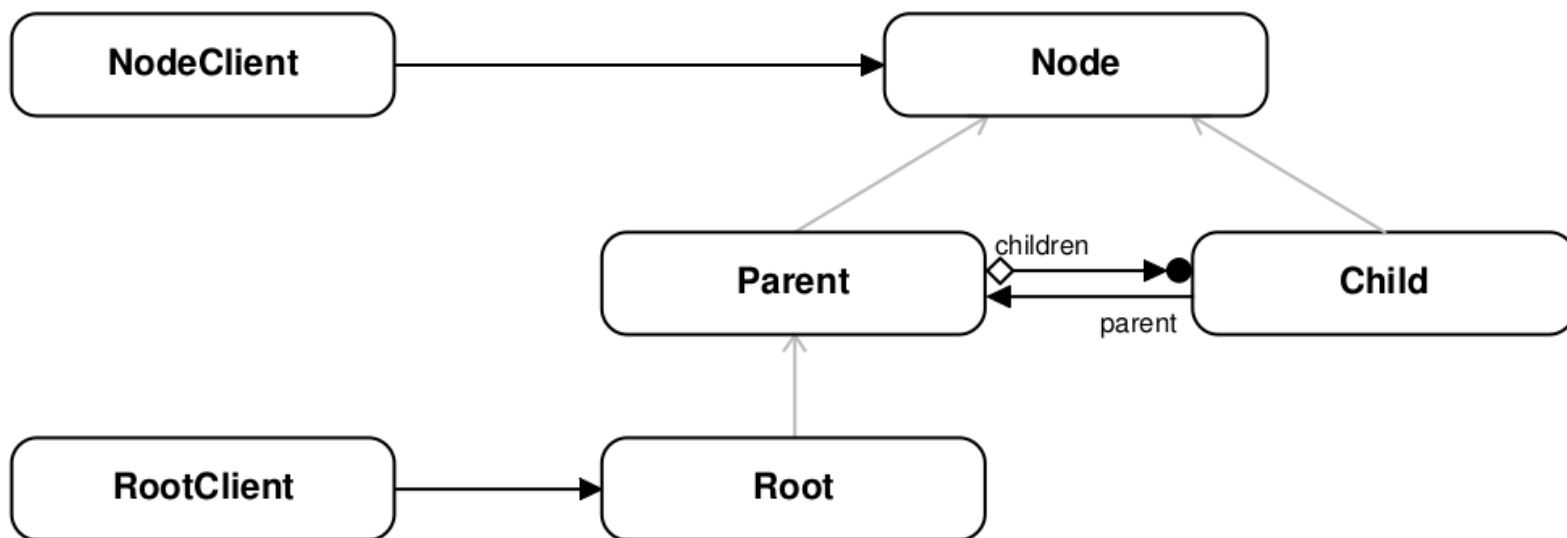 NodeClient
Node
children
Parent
Child
parent
RootClient
Root